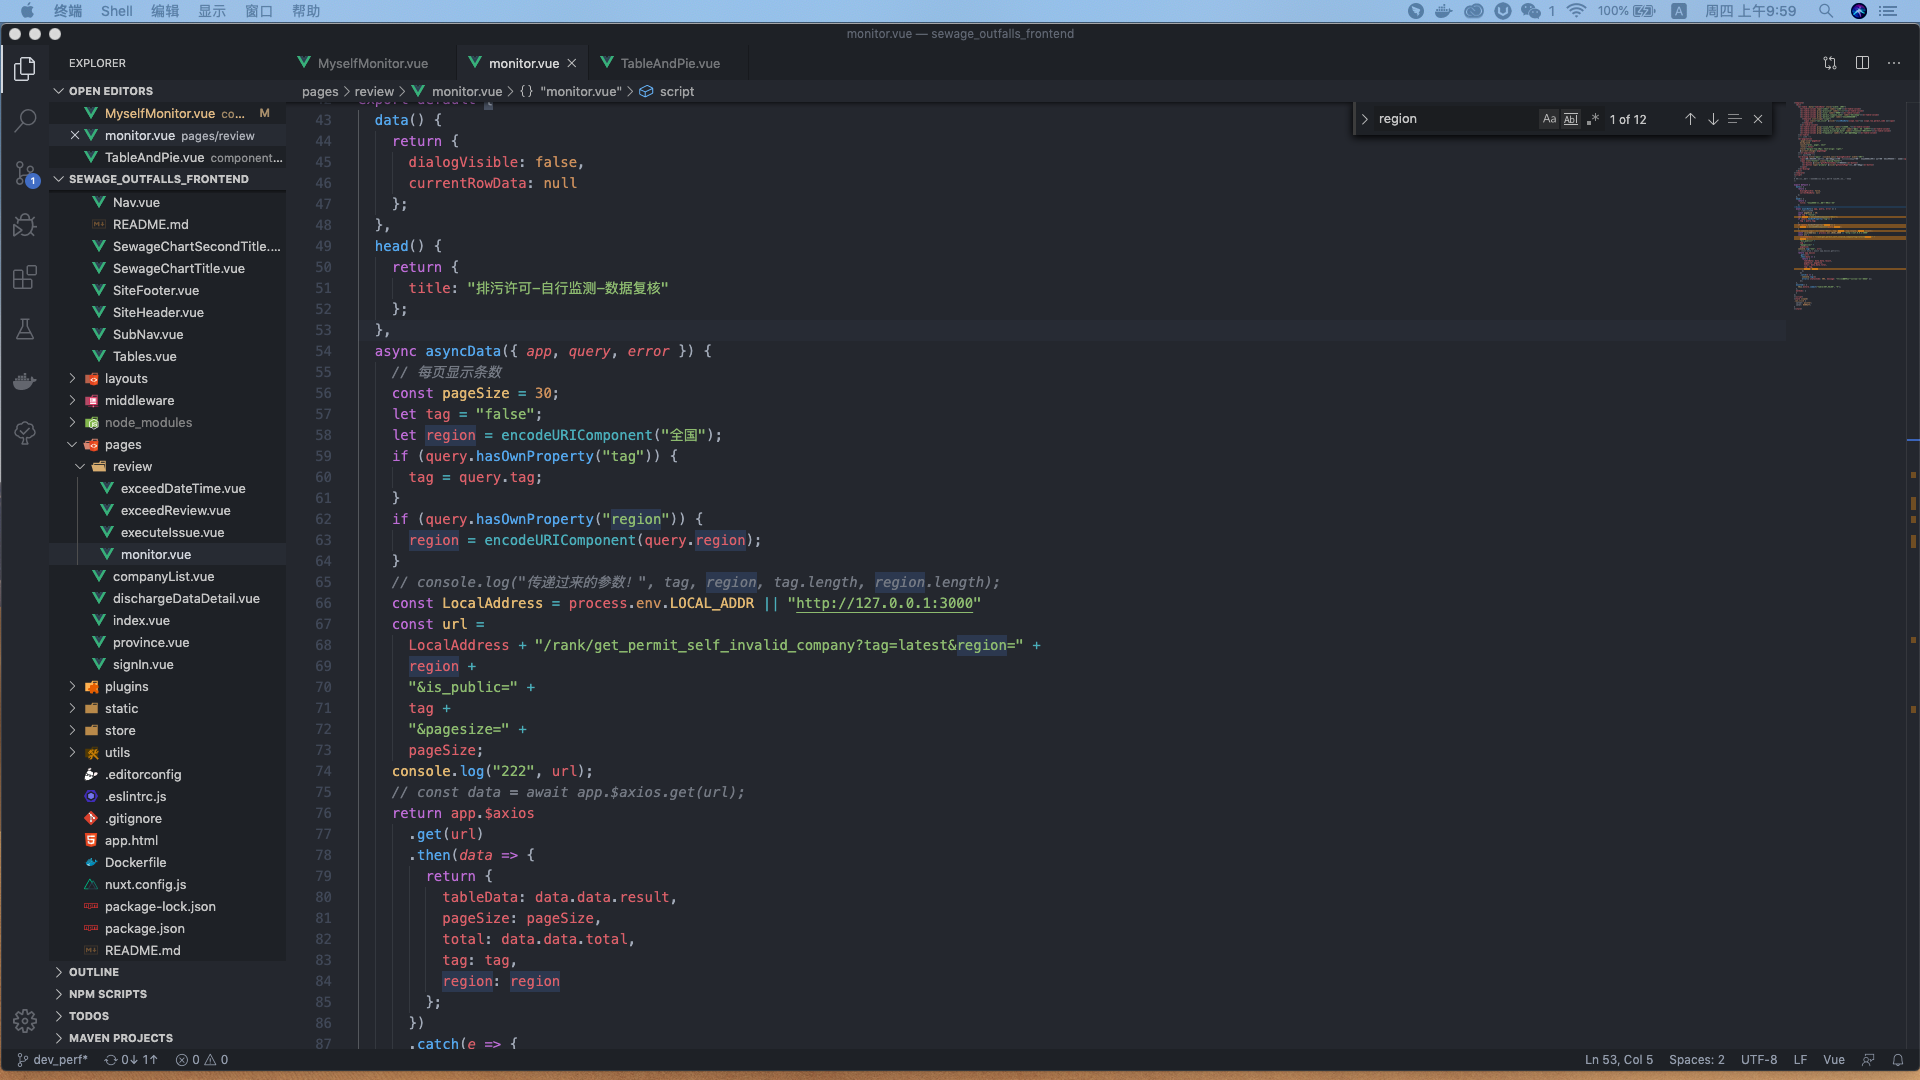 终端 Shell 编辑 显示 窗口 帮助
1 100% A 周四 上午9:59
monitor.vue — sewage_outfalls_frontend
EXPLORER
MyselfMonitor.vue monitor.vue TableAndPie.vue
OPEN EDITORS
pages > review > monitor.vue > {} "monitor.vue" > script
MyselfMonitor.vue co... M
monitor.vue pages/review
TableAndPie.vue component...
SEWAGE_OUTFALLS_FRONTEND
Nav.vue
README.md
SewageChartSecondTitle....
SewageChartTitle.vue
SiteFooter.vue
SiteHeader.vue
SubNav.vue
Tables.vue
layouts
middleware
node_modules
pages
review
exceedDateTime.vue
exceedReview.vue
executeIssue.vue
monitor.vue
companyList.vue
dischargeDataDetail.vue
index.vue
province.vue
signIn.vue
plugins
static
store
utils
.editorconfig
.eslintrc.js
.gitignore
app.html
Dockerfile
nuxt.config.js
package-lock.json
package.json
README.md
OUTLINE
NPM SCRIPTS
TODOS
MAVEN PROJECTS
1
region Aa Abl .* 1 of 12
export default {
43 data() {
44 return {
45 dialogVisible: false,
46 currentRowData: null
47 };
48 },
49 head() {
50 return {
51 title: "排污许可-自行监测-数据复核"
52 };
53 },
54 async asyncData({ app, query, error }) {
55 // 每页显示条数
56 const pageSize = 30;
57 let tag = "false";
58 let region = encodeURIComponent("全国");
59 if (query.hasOwnProperty("tag")) {
60 tag = query.tag;
61 }
62 if (query.hasOwnProperty("region")) {
63 region = encodeURIComponent(query.region);
64 }
65 // console.log("传递过来的参数！", tag, region, tag.length, region.length);
66 const LocalAddress = process.env.LOCAL_ADDR || "http://127.0.0.1:3000"
67 const url =
68 LocalAddress + "/rank/get_permit_self_invalid_company?tag=latest&region=" +
69 region +
70 "&is_public=" +
71 tag +
72 "&pagesize=" +
73 pageSize;
74 console.log("222", url);
75 // const data = await app.$axios.get(url);
76 return app.$axios
77 .get(url)
78 .then(data => {
79 return {
80 tableData: data.data.result,
81 pageSize: pageSize,
82 total: data.data.total,
83 tag: tag,
84 region: region
85 };
86 })
87 .catch(e => {
dev_perf* 0↓ 1↑ 0 0 Ln 53, Col 5 Spaces: 2 UTF-8 LF Vue